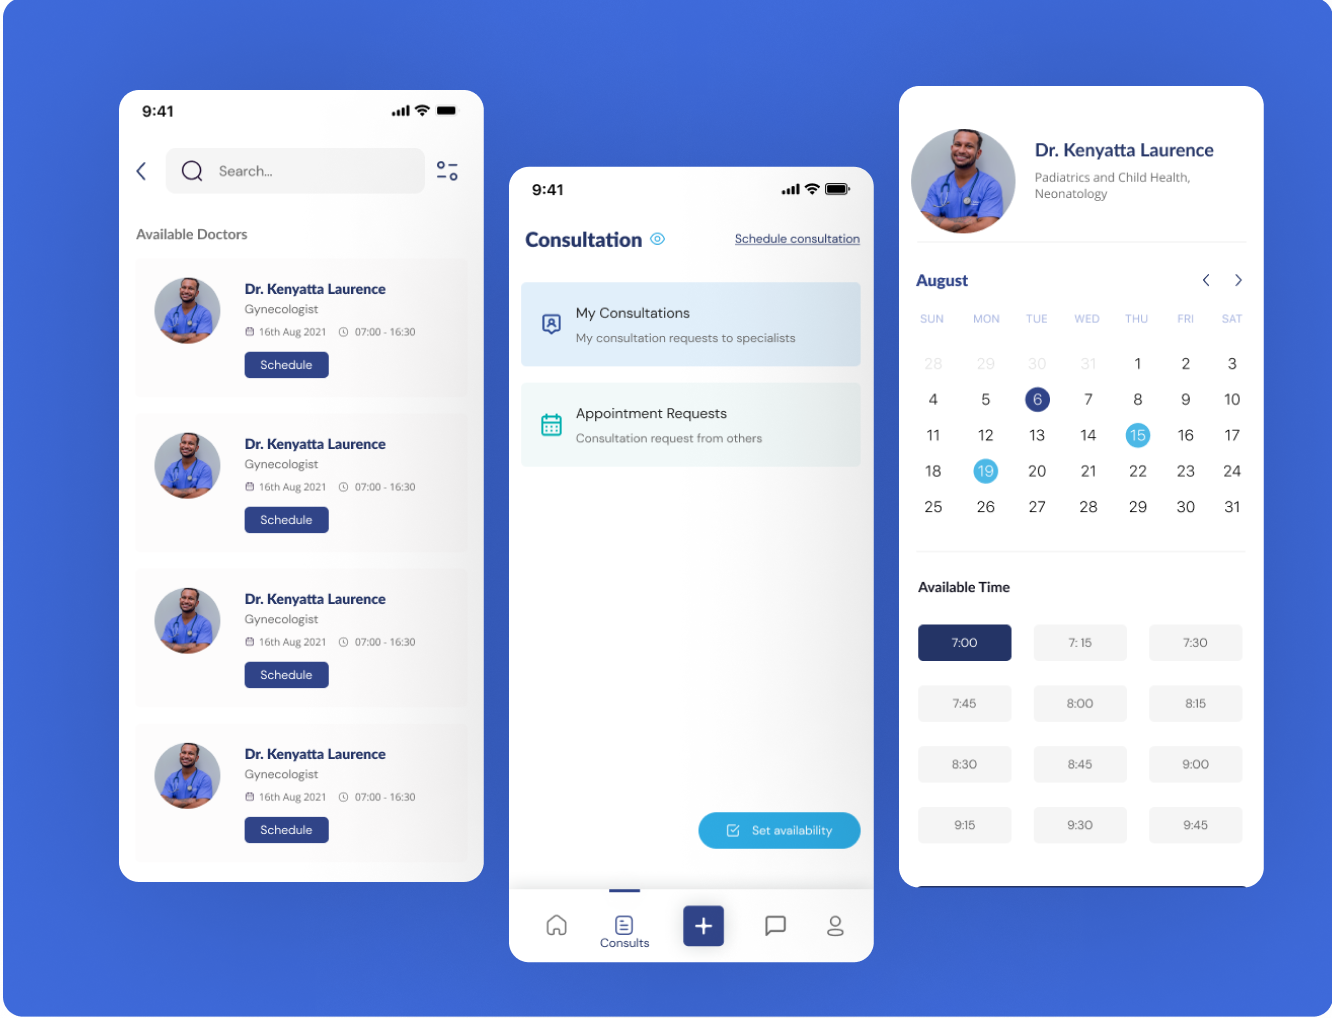 9:41
Search...
Available Doctors
Dr. Kenyatta Laurence
Gynecologist
16th Aug 2021 07:00 - 16:30
Schedule
Dr. Kenyatta Laurence
Gynecologist
16th Aug 2021 07:00 - 16:30
Schedule
Dr. Kenyatta Laurence
Gynecologist
16th Aug 2021 07:00 - 16:30
Schedule
Dr. Kenyatta Laurence
Gynecologist
16th Aug 2021 07:00 - 16:30
Schedule
9:41
Consultation Schedule consultation
My Consultations
My consultation requests to specialists
Appointment Requests
Consultation request from others
Set availability
Consults
Dr. Kenyatta Laurence
Padiatrics and Child Health,
Neonatology
August
SUN MON TUE WED THU FRI SAT
28 29 30 31 1 2 3
4 5 6 7 8 9 10
11 12 13 14 15 16 17
18 19 20 21 22 23 24
25 26 27 28 29 30 31
Available Time
7:00 7: 15 7:30
7:45 8:00 8:15
8:30 8:45 9:00
9:15 9:30 9:45